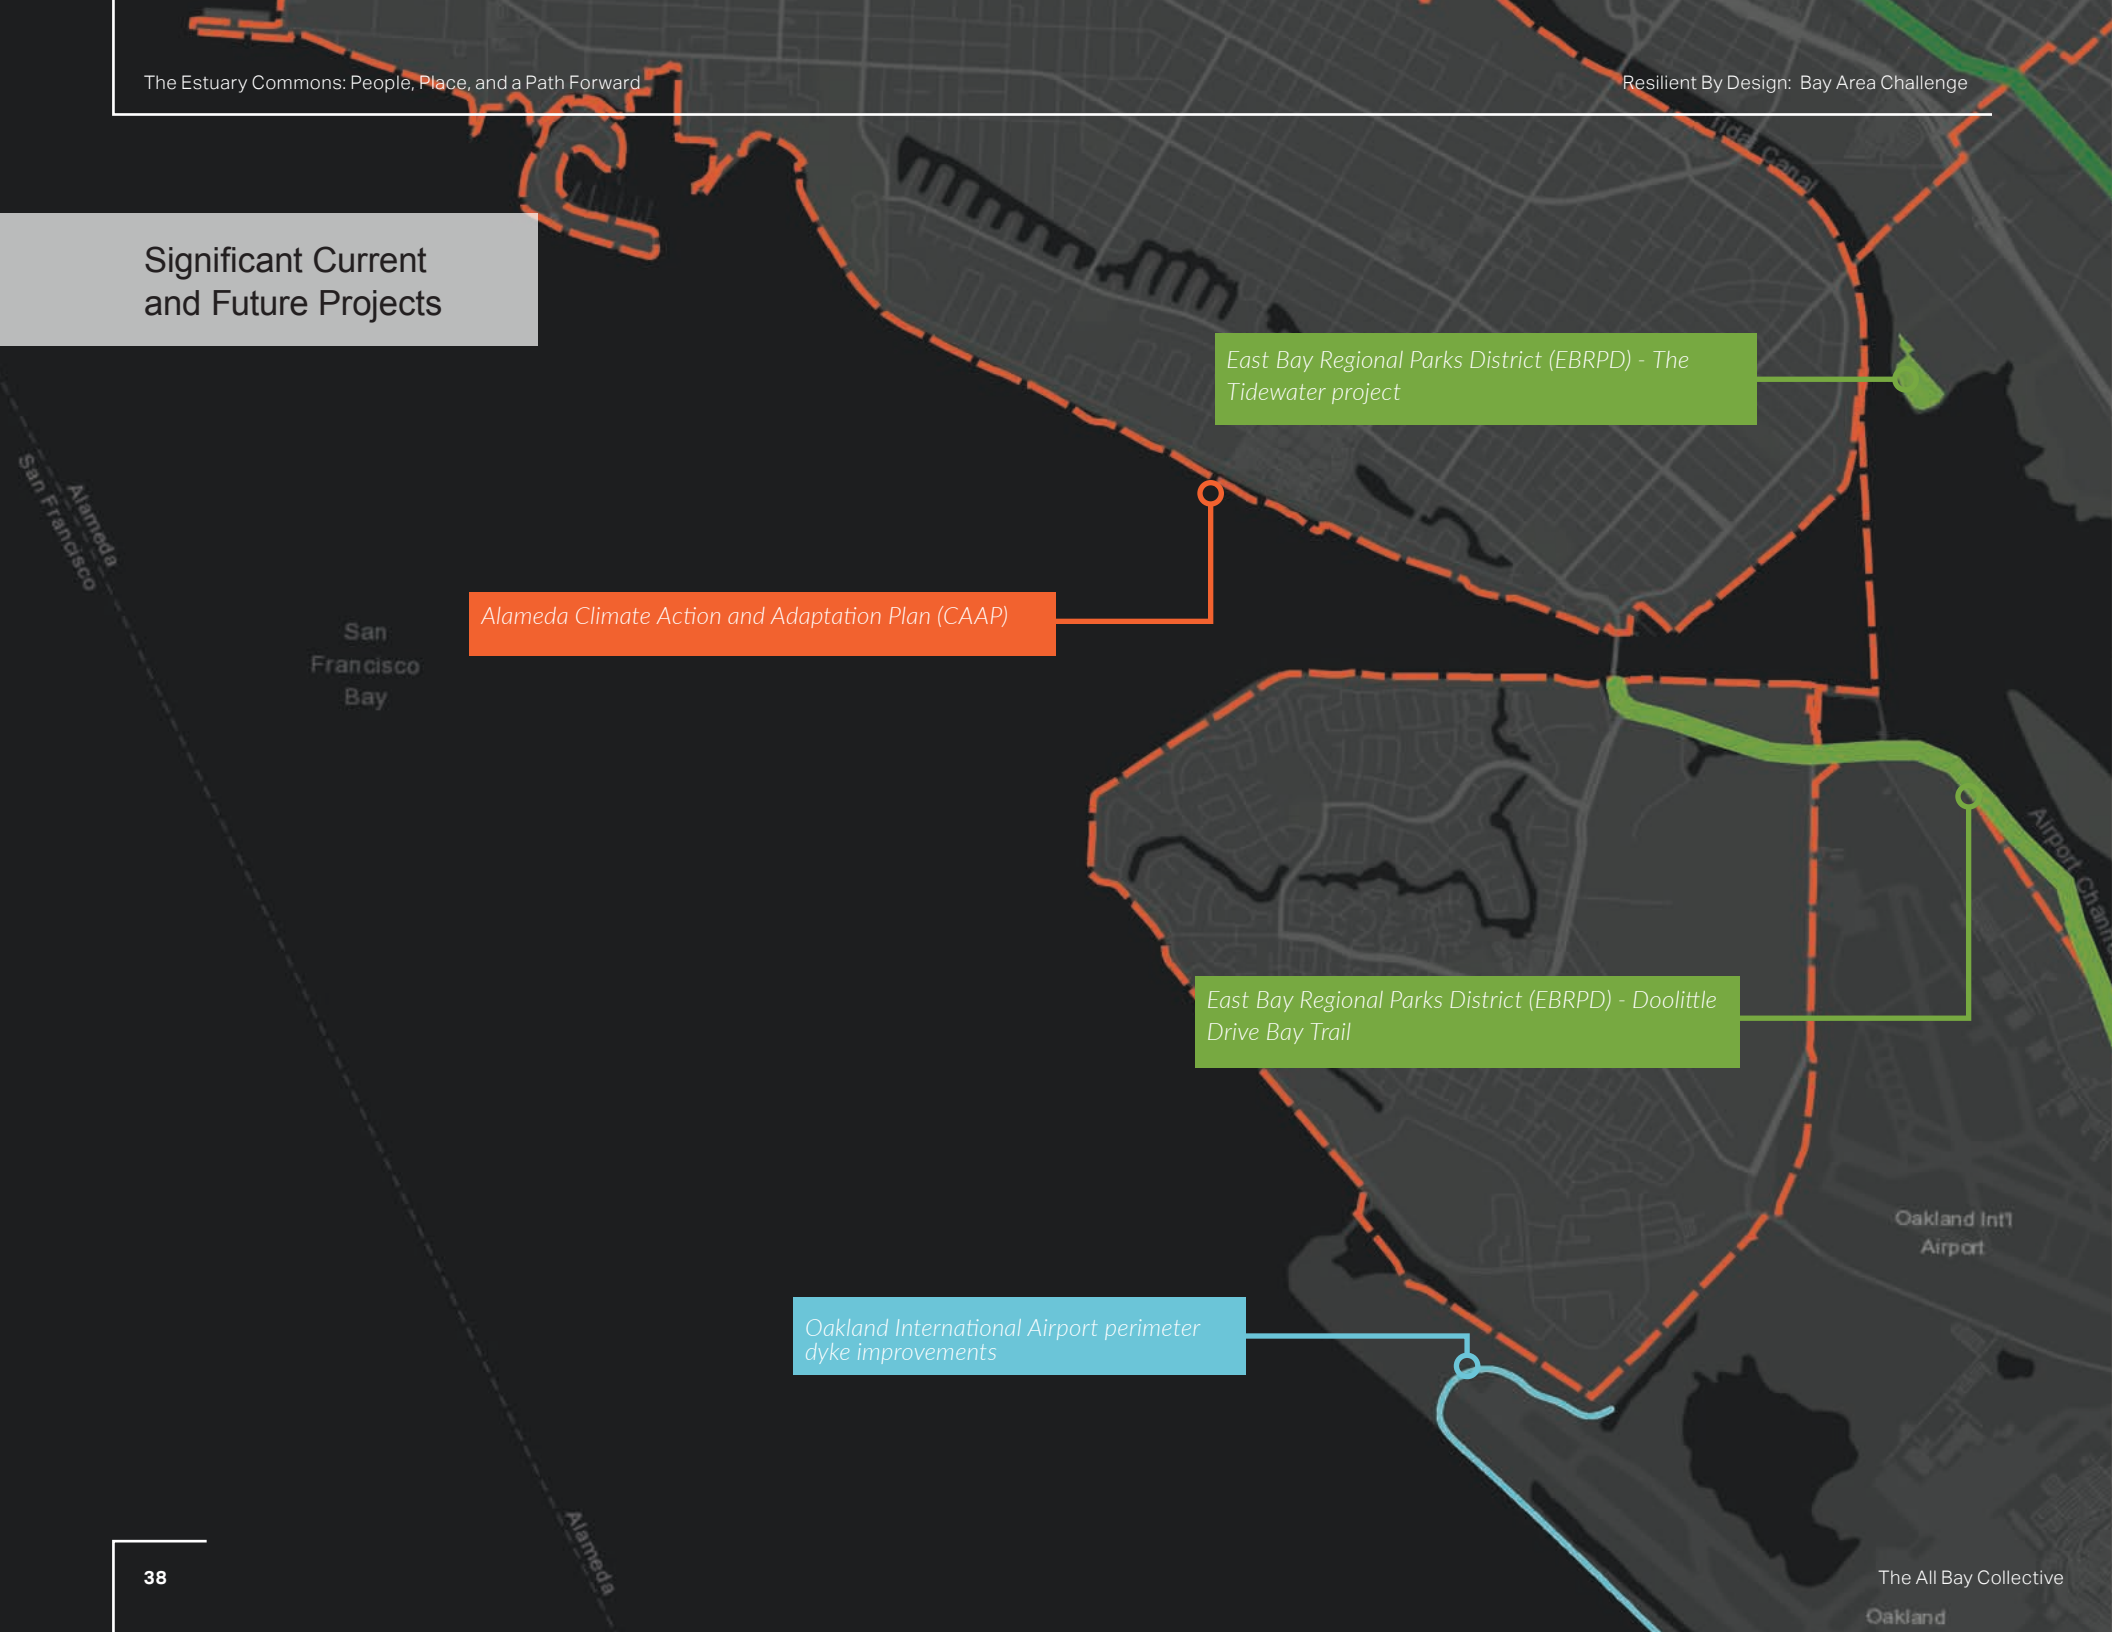 The Estuary Commons: People, Place, and a Path Forward
Resilient By Design: Bay Area Challenge
Tidal Canal
Significant Current
and Future Projects
East Bay Regional Parks District (EBRPD) - The
Tidewater project
Alameda
San Francisco
Alameda Climate Action and Adaptation Plan (CAAP)
San
Francisco
Bay
Airport
East Bay Regional Parks District (EBRPD) - Doolittle
Drive Bay Trail
Oakland Int'l
Airport
Oakland International Airport perimeter
dyke improvements
Alameda
38
The All Bay Collective
Oakland